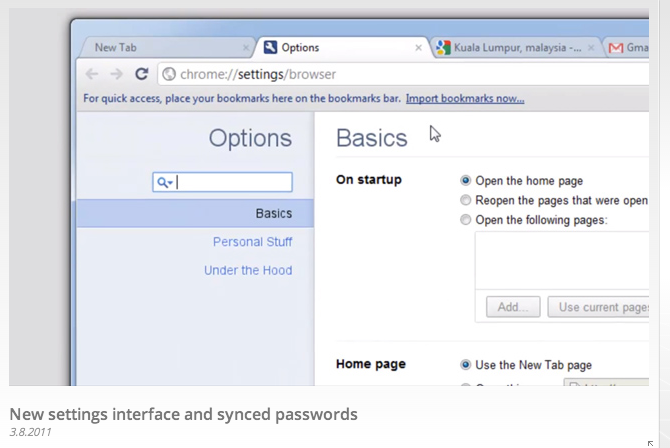 New Tab
Options
Kuala Lumpur, malaysia -...
Gma
chrome://settings/browser
For quick access, place your bookmarks here on the bookmarks bar. Import bookmarks now...
Options
Basics
Basics
Personal Stuff
Under the Hood
On startup
Open the home page
Reopen the pages that were open
Open the following pages:
Add...
Use current pages
Home page
Use the New Tab page
New settings interface and synced passwords
3.8.2011